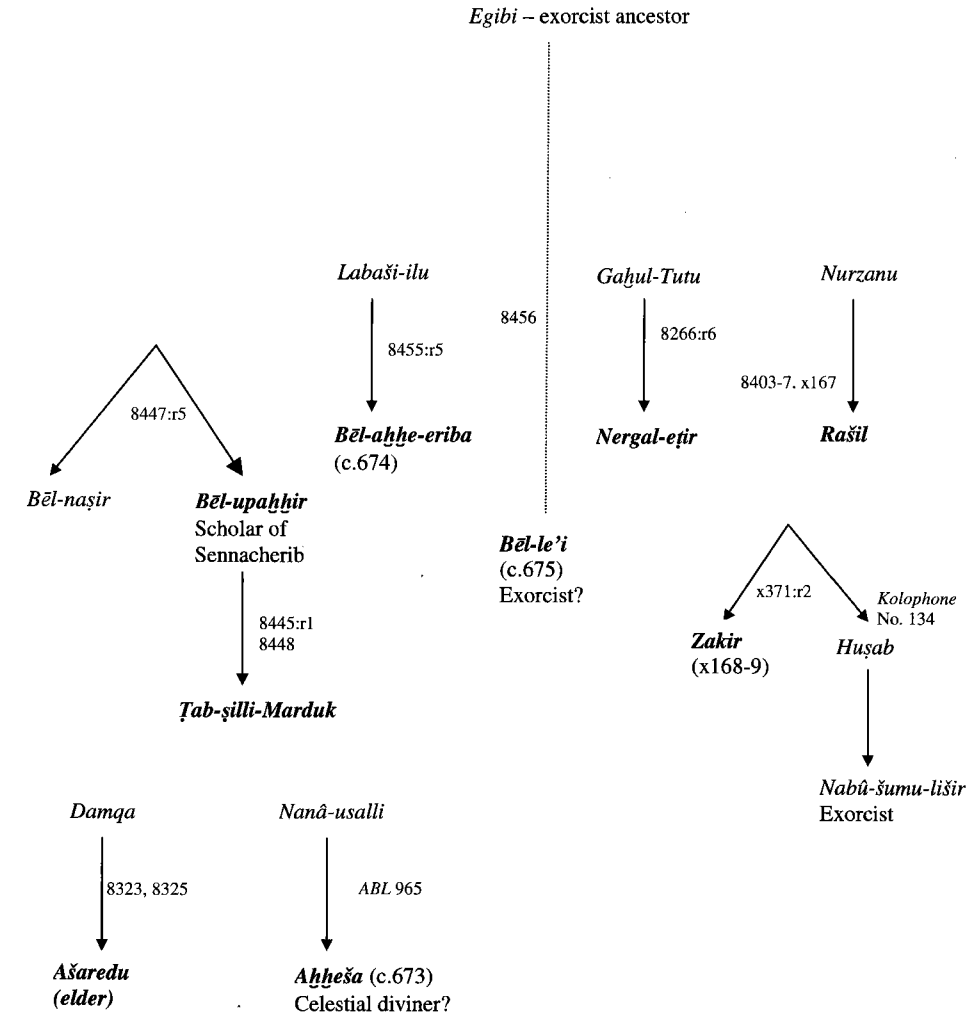 Egibi – exorcist ancestor
Labaši-ilu
Gaḫul-Tutu
Nurzanu
8456
8266:r6
8455:r5
8403-7. x167
8447:r5
Bēl-aḫḫe-eriba
(c.674)
Nergal-eṭir
Rašil
Bēl-naṣir
Bēl-upaḫḫir
Scholar of
Sennacherib
Bēl-le’i
(c.675)
Exorcist?
x371:r2
Kolophone
No. 134
8445:r1
8448
Zakir
(x168-9)
Huṣab
Ṭab-ṣilli-Marduk
Nabû-šumu-lišir
Exorcist
Damqa
Nanâ-usalli
8323, 8325
ABL 965
Ašaredu
(elder)
Aḫḫeša (c.673)
Celestial diviner?